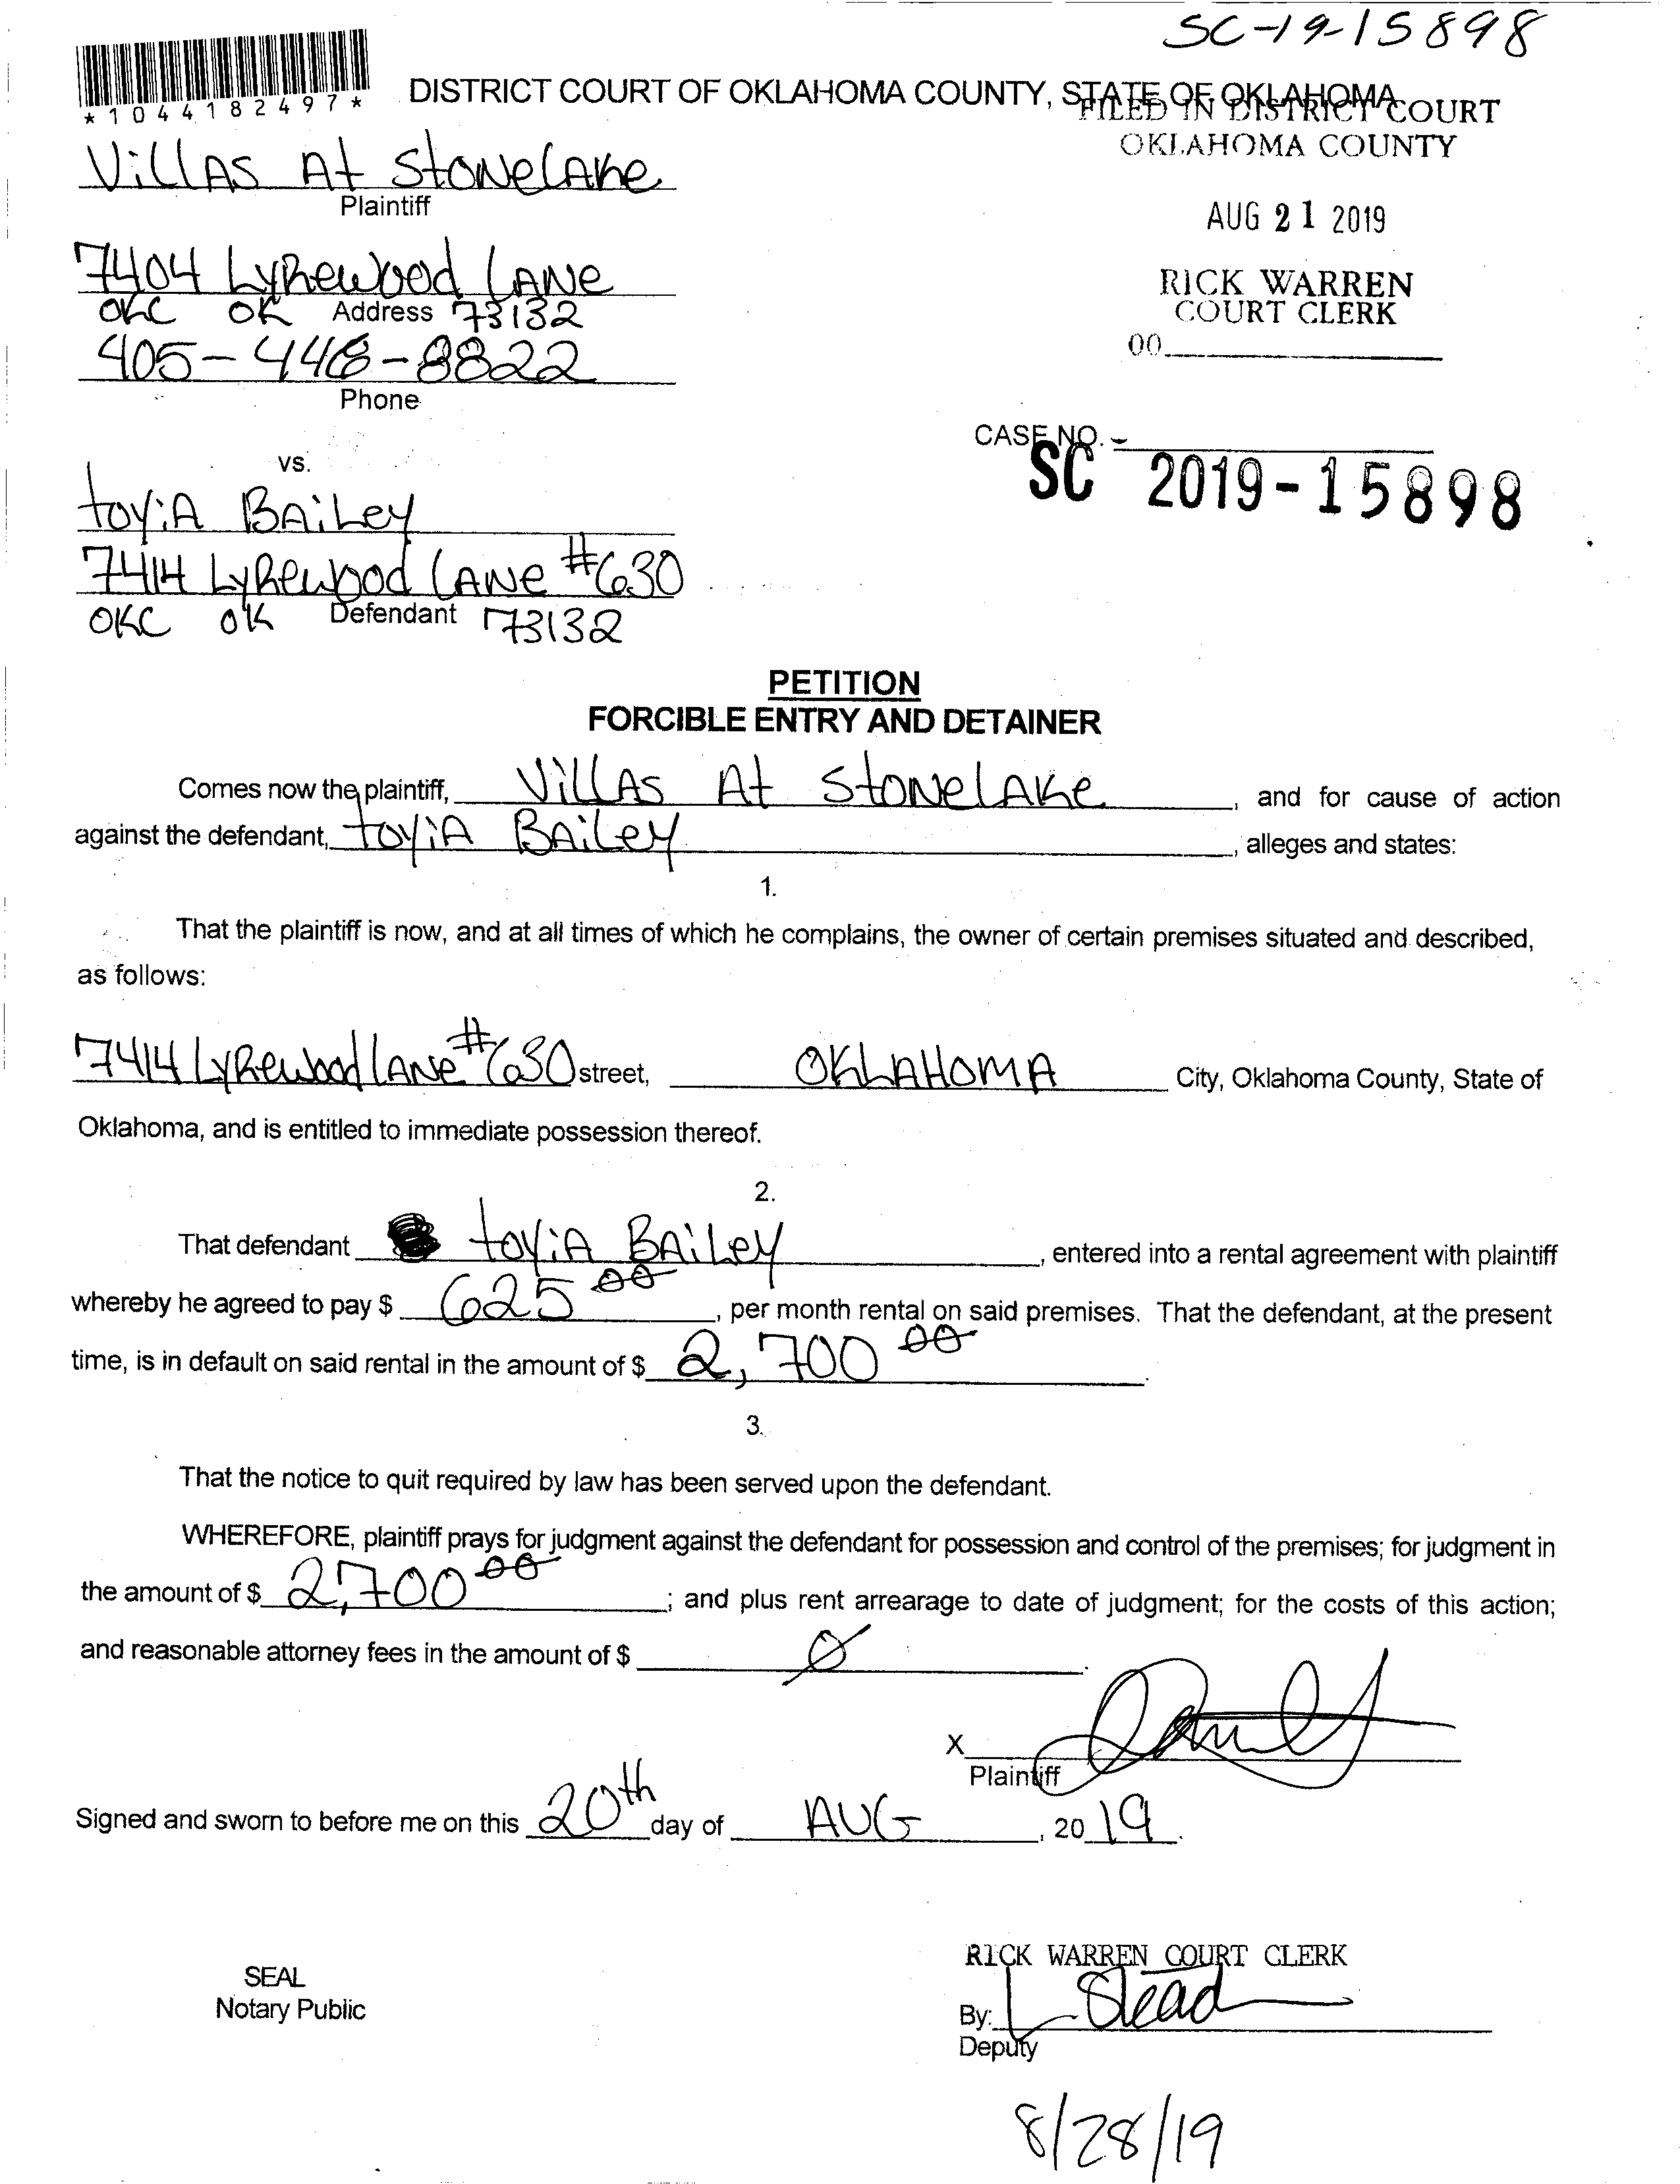 SC-19-15898
*1044182497*
DISTRICT COURT OF OKLAHOMA COUNTY, STATE OF OKLAHOMA
FILED IN DISTRICT COURT
OKLAHOMA COUNTY
Villas At Stonelake
Plaintiff
AUG 21 2019
7404 Lyrewood Lane
OKC OK Address 73132
RICK WARREN
COURT CLERK
00
405-446-8822
Phone
CASE NO.
SC 2019-15898
vs.
toyia Bailey
7414 Lyrewood Lane #630
OKC OK Defendant 73132
PETITION
FORCIBLE ENTRY AND DETAINER
Comes now the plaintiff, Villas At Stonelake, and for cause of action
against the defendant, toyia Bailey, alleges and states:
1.
That the plaintiff is now, and at all times of which he complains, the owner of certain premises situated and described,
as follows:
7414 Lyrewood Lane #630 street, OKLAHOMA City, Oklahoma County, State of
Oklahoma, and is entitled to immediate possession thereof.
2.
That defendant toyia Bailey, entered into a rental agreement with plaintiff
whereby he agreed to pay $ 625 00, per month rental on said premises. That the defendant, at the present
time, is in default on said rental in the amount of $ 2,700 00.
3.
That the notice to quit required by law has been served upon the defendant.
WHEREFORE, plaintiff prays for judgment against the defendant for possession and control of the premises; for judgment in
the amount of $ 2,700 00; and plus rent arrearage to date of judgment; for the costs of this action;
and reasonable attorney fees in the amount of $ Ø.
X
Plaintiff
Signed and sworn to before me on this 20th day of AUG, 2019.
RICK WARREN COURT CLERK
SEAL
Notary Public
By: L Stead
Deputy
8/28/19